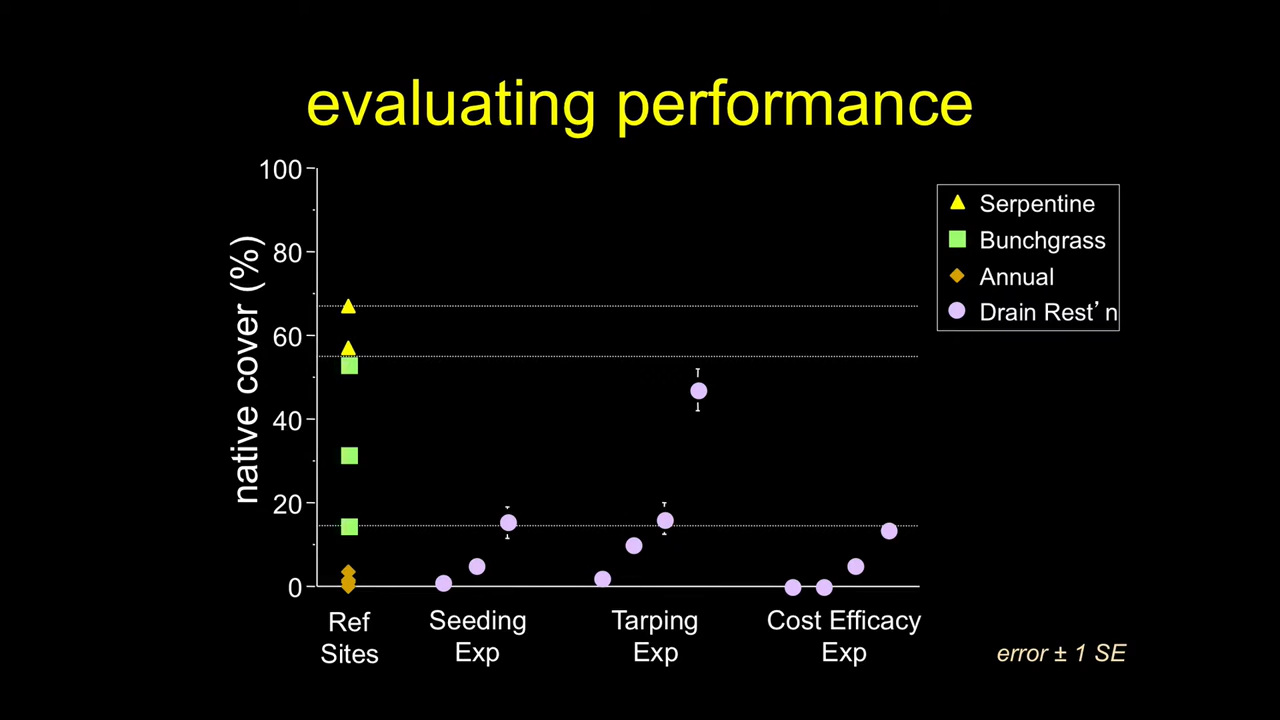 evaluating performance
native cover (%)
100
80
60
40
20
0
Ref
Sites
Seeding
Exp
Tarping
Exp
Cost Efficacy
Exp
Serpentine
Bunchgrass
Annual
Drain Rest’n
error ± 1 SE